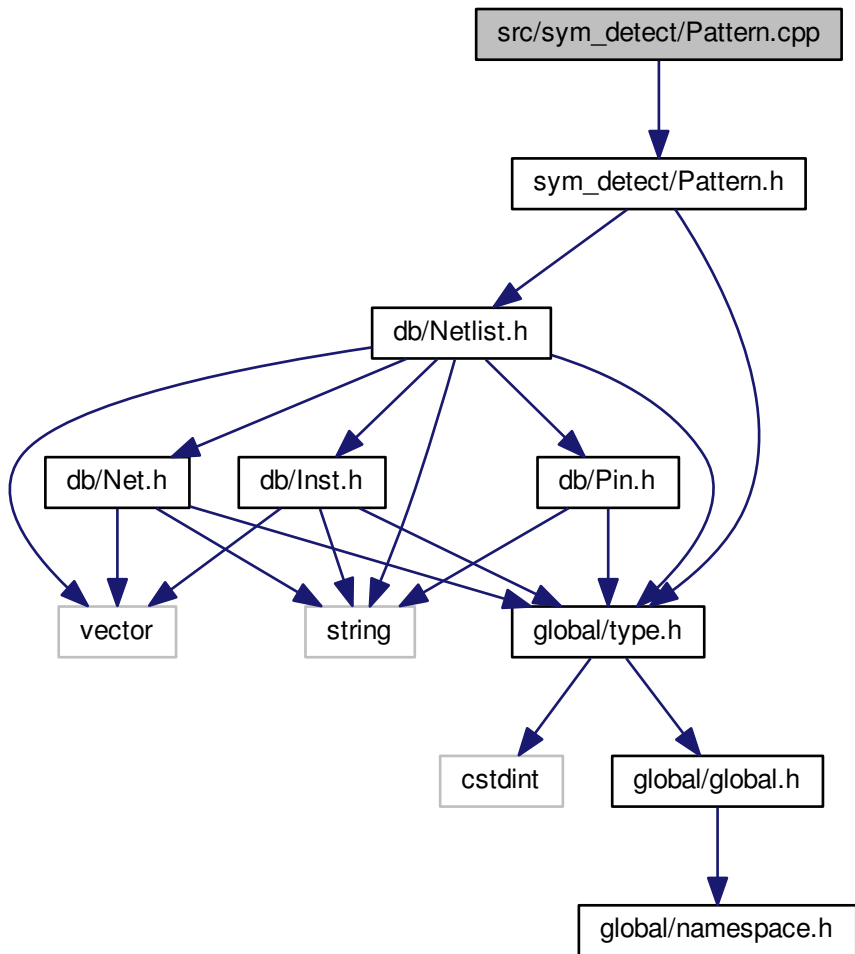 src/sym_detect/Pattern.cpp
sym_detect/Pattern.h
db/Netlist.h
db/Net.h
db/Inst.h
db/Pin.h
vector
string
global/type.h
cstdint
global/global.h
global/namespace.h